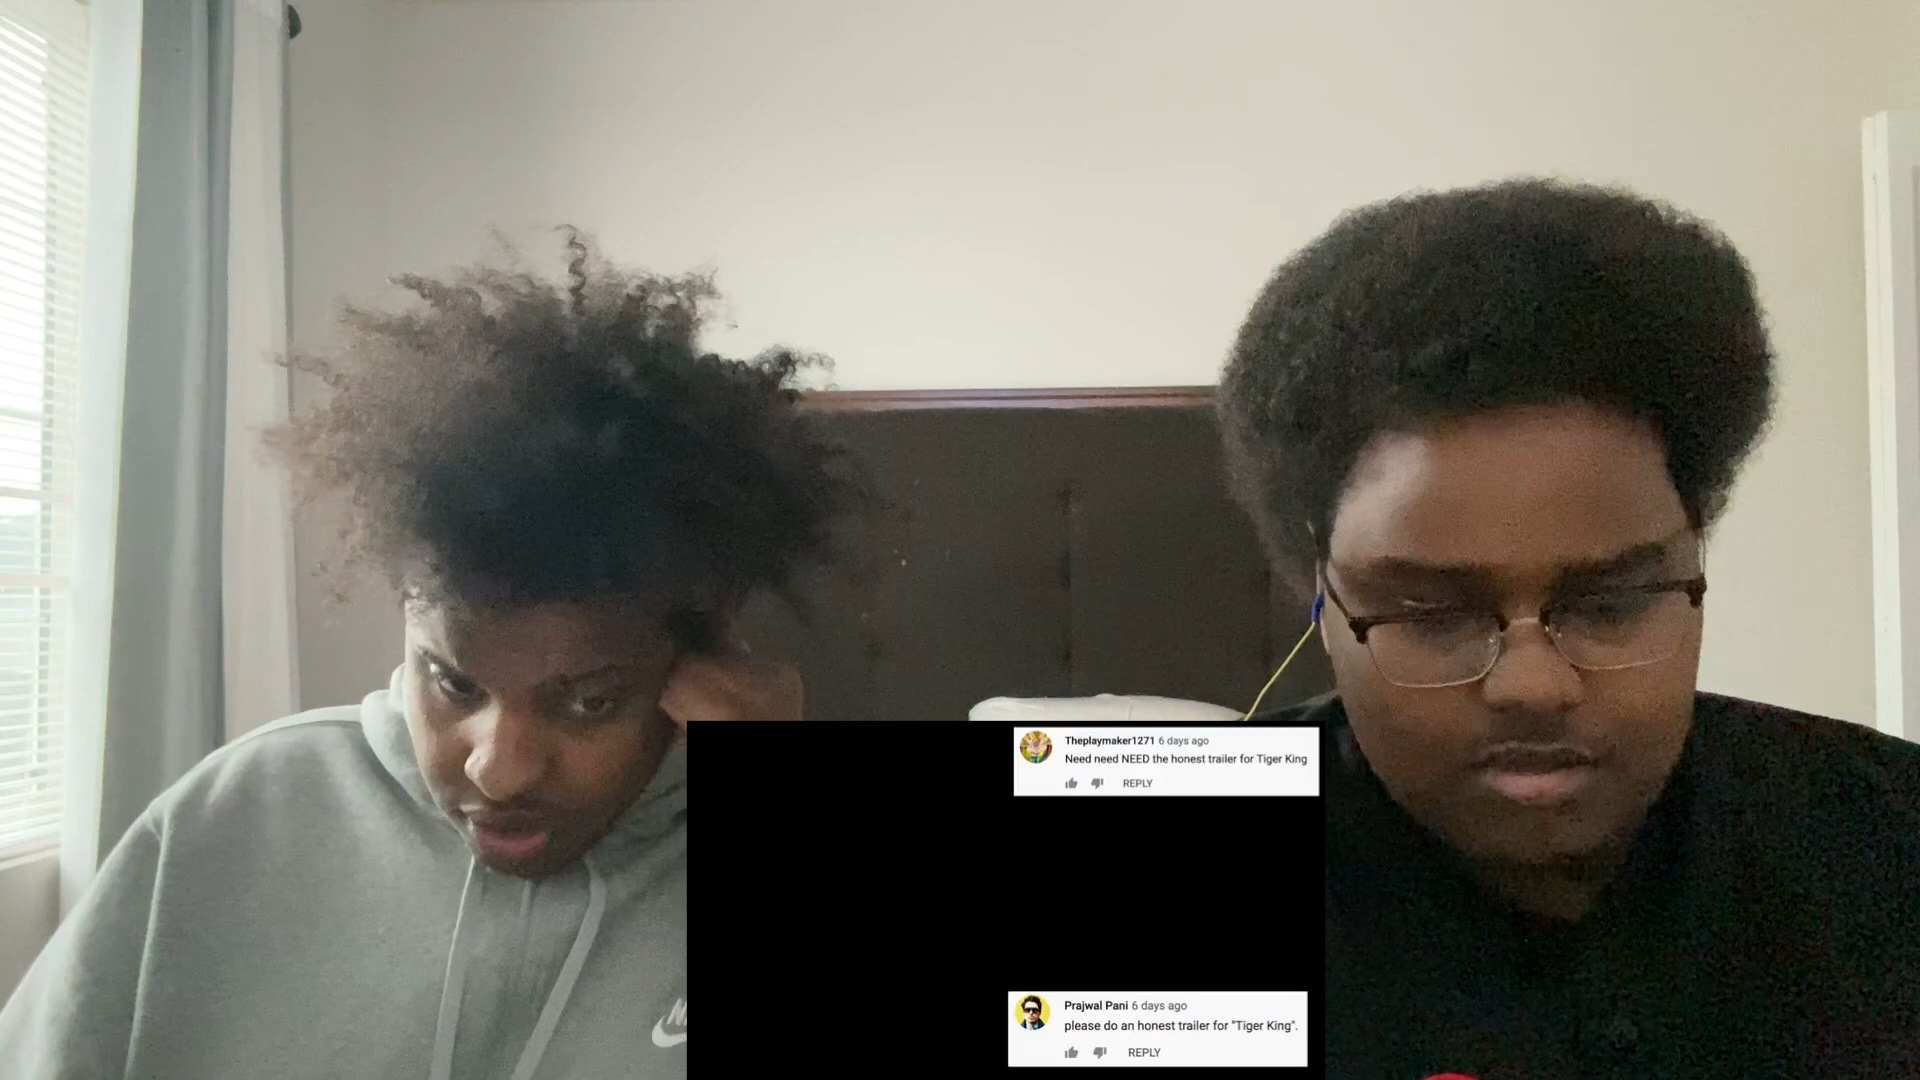 Theplaymaker1271 6 days ago
Need need NEED the honest trailer for Tiger King
REPLY
Prajwal Pani 6 days ago
please do an honest trailer for "Tiger King".
REPLY